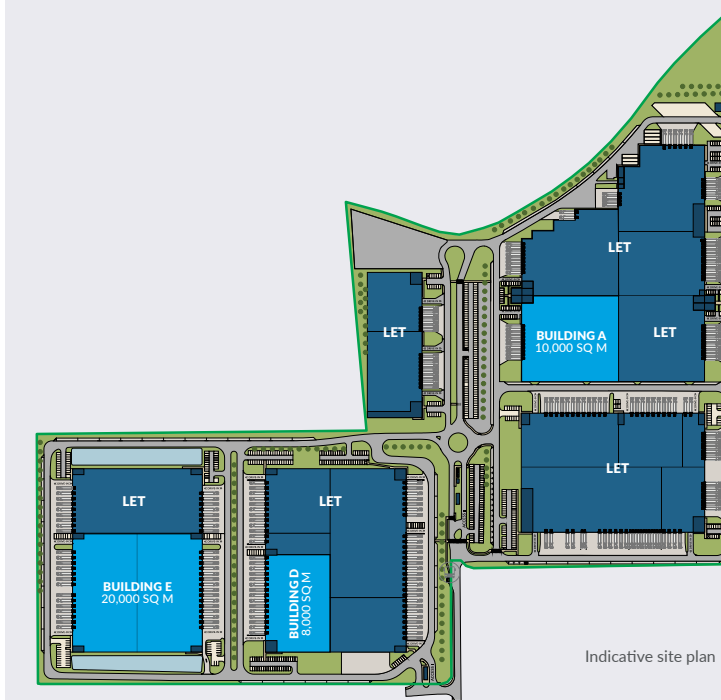 LET
BUILDING A
10,000 SQ M
LET
LET
LET
LET
LET
BUILDING E
20,000 SQ M
BUILDING D
8,000 SQ M
Indicative site plan